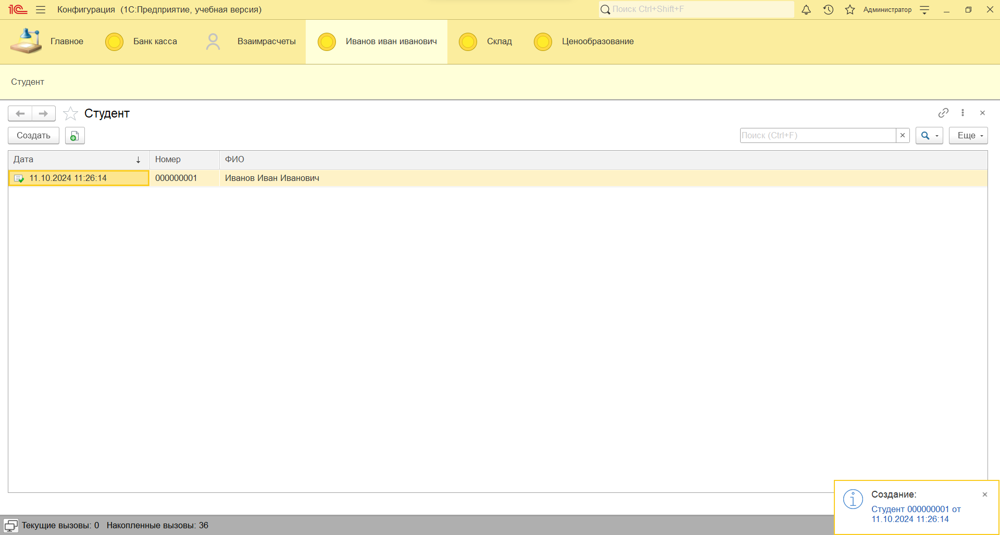 1С Конфигурация (1С:Предприятие, учебная версия) Поиск Ctrl+Shift+F Администратор
Главное Банк касса Взаимрасчеты Иванов иван иванович Склад Ценообразование
Студент
Студент
Создать Поиск (Ctrl+F) × Еще
Дата ↓ Номер ФИО
11.10.2024 11:26:14 000000001 Иванов Иван Иванович
Создание:
Студент 000000001 от
11.10.2024 11:26:14
Текущие вызовы: 0 Накопленные вызовы: 36